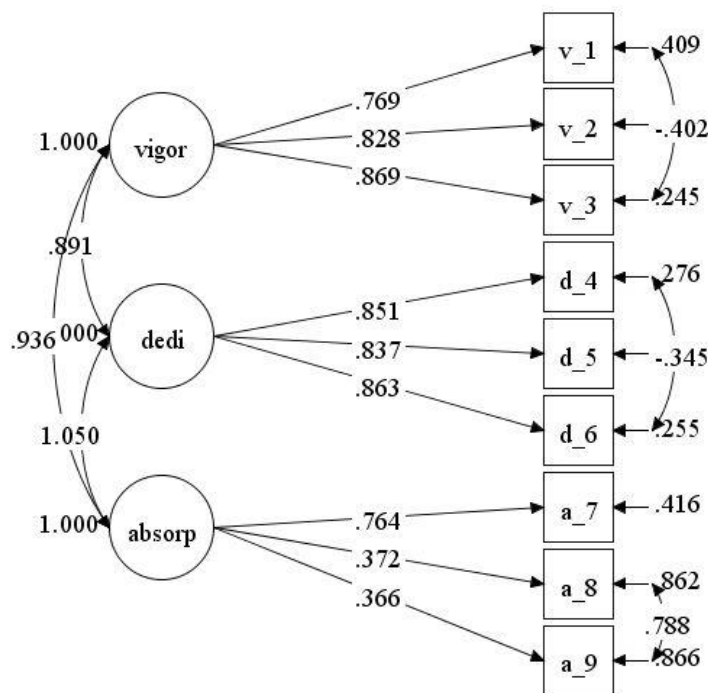 v_1
.409
.769
v_2
-.402
1.000
vigor
.828
.869
v_3
.245
.891
d_4
.276
.851
.936
000
dedi
.837
d_5
-.345
.863
d_6
.255
1.050
1.000
absorp
.764
a_7
.416
.372
a_8
.862
.366
.788
a_9
.866